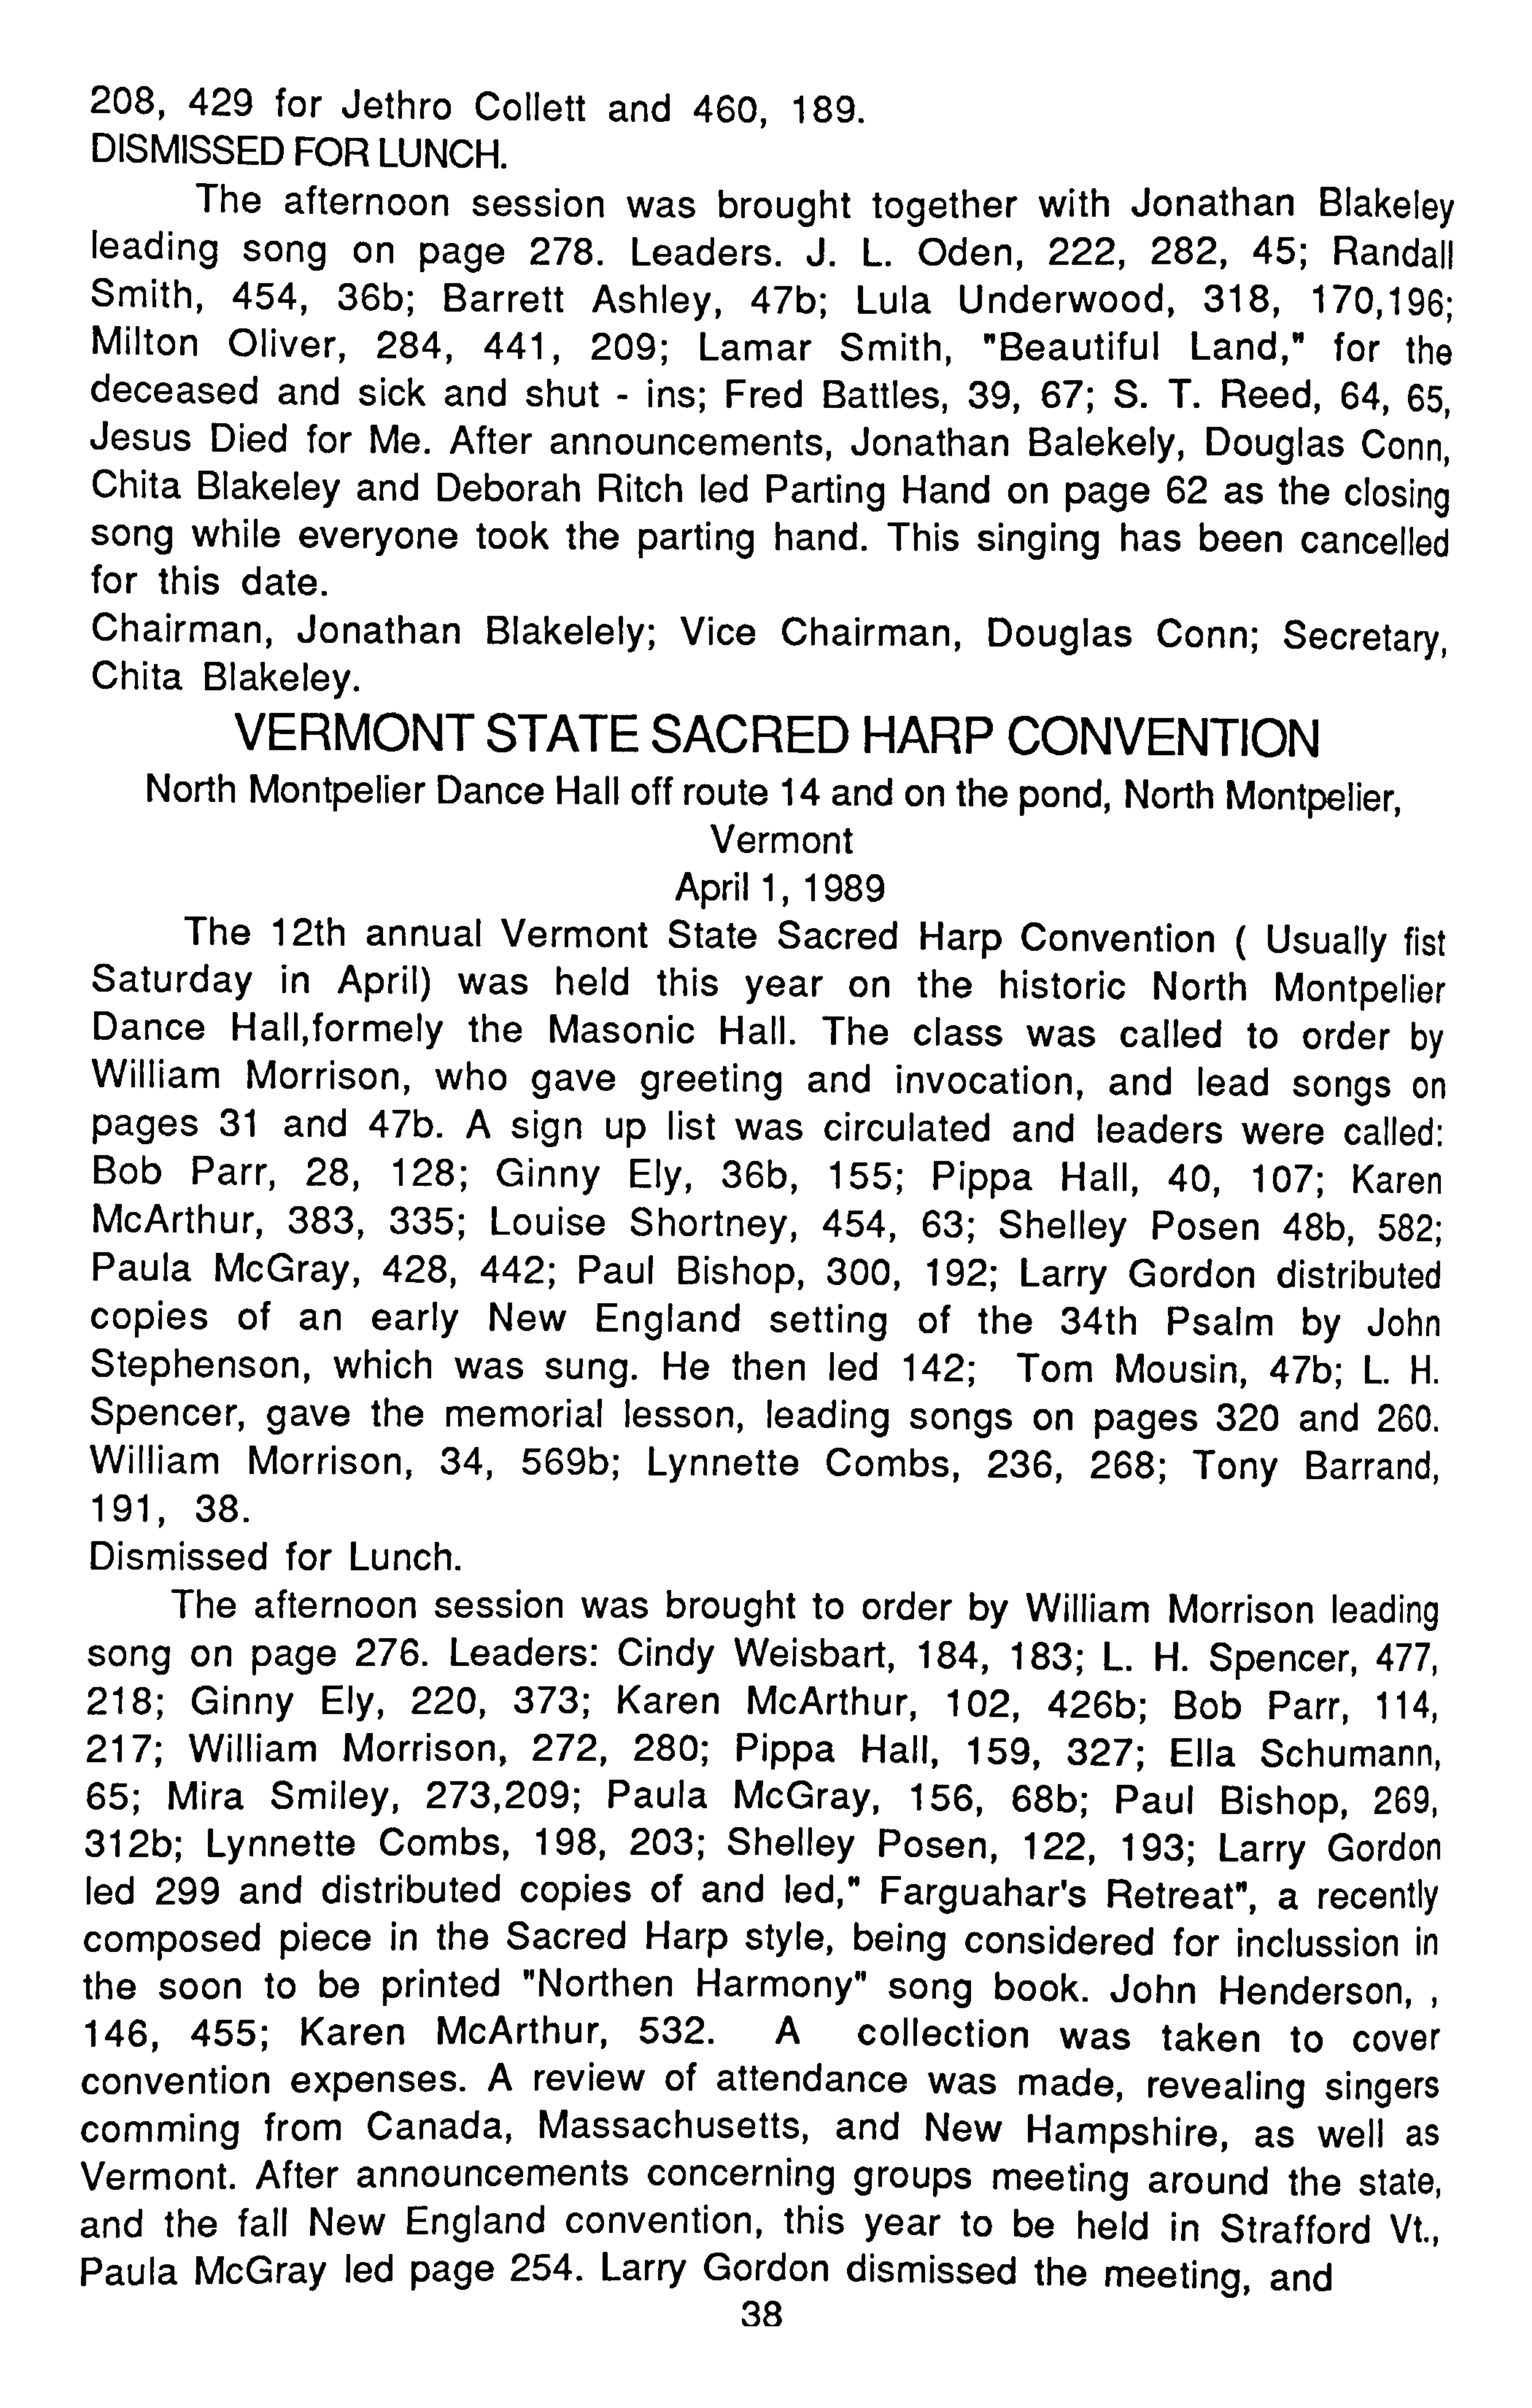 208, 429 for Jethro Collett and 460, 189.
DISMISSED FOR LUNCH.
The afternoon session was brought together with Jonathan Blakeley
leading song on page 278. Leaders. J. L. Oden, 222, 282, 45; Randall
Smith, 454, 36b; Barrett Ashley, 47b; Lula Underwood, 318, 170,196;
Milton Oliver, 284, 441, 209; Lamar Smith, "Beautiful Land," for the
deceased and sick and shut - ins; Fred Battles, 39, 67; S. T. Reed, 64, 65,
Jesus Died for Me. After announcements, Jonathan Balekely, Douglas Conn,
Chita Blakeley and Deborah Ritch led Parting Hand on page 62 as the closing
song while everyone took the parting hand. This singing has been cancelled
for this date.
Chairman, Jonathan Blakelely; Vice Chairman, Douglas Conn; Secretary,
Chita Blakeley.
VERMONT STATE SACRED HARP CONVENTION
North Montpelier Dance Hall off route 14 and on the pond, North Montpelier,
Vermont
April 1, 1989
The 12th annual Vermont State Sacred Harp Convention ( Usually fist
Saturday in April) was held this year on the historic North Montpelier
Dance Hall,formely the Masonic Hall. The class was called to order by
William Morrison, who gave greeting and invocation, and lead songs on
pages 31 and 47b. A sign up list was circulated and leaders were called:
Bob Parr, 28, 128; Ginny Ely, 36b, 155; Pippa Hall, 40, 107; Karen
McArthur, 383, 335; Louise Shortney, 454, 63; Shelley Posen 48b, 582;
Paula McGray, 428, 442; Paul Bishop, 300, 192; Larry Gordon distributed
copies of an early New England setting of the 34th Psalm by John
Stephenson, which was sung. He then led 142; Tom Mousin, 47b; L. H.
Spencer, gave the memorial lesson, leading songs on pages 320 and 260.
William Morrison, 34, 569b; Lynnette Combs, 236, 268; Tony Barrand,
191, 38.
Dismissed for Lunch.
The afternoon session was brought to order by William Morrison leading
song on page 276. Leaders: Cindy Weisbart, 184, 183; L. H. Spencer, 477,
218; Ginny Ely, 220, 373; Karen McArthur, 102, 426b; Bob Parr, 114,
217; William Morrison, 272, 280; Pippa Hall, 159, 327; Ella Schumann,
65; Mira Smiley, 273,209; Paula McGray, 156, 68b; Paul Bishop, 269,
312b; Lynnette Combs, 198, 203; Shelley Posen, 122, 193; Larry Gordon
led 299 and distributed copies of and led," Farguahar's Retreat", a recently
composed piece in the Sacred Harp style, being considered for inclussion in
the soon to be printed "Northen Harmony" song book. John Henderson, ,
146, 455; Karen McArthur, 532. A collection was taken to cover
convention expenses. A review of attendance was made, revealing singers
comming from Canada, Massachusetts, and New Hampshire, as well as
Vermont. After announcements concerning groups meeting around the state,
and the fall New England convention, this year to be held in Strafford Vt.,
Paula McGray led page 254. Larry Gordon dismissed the meeting, and
38